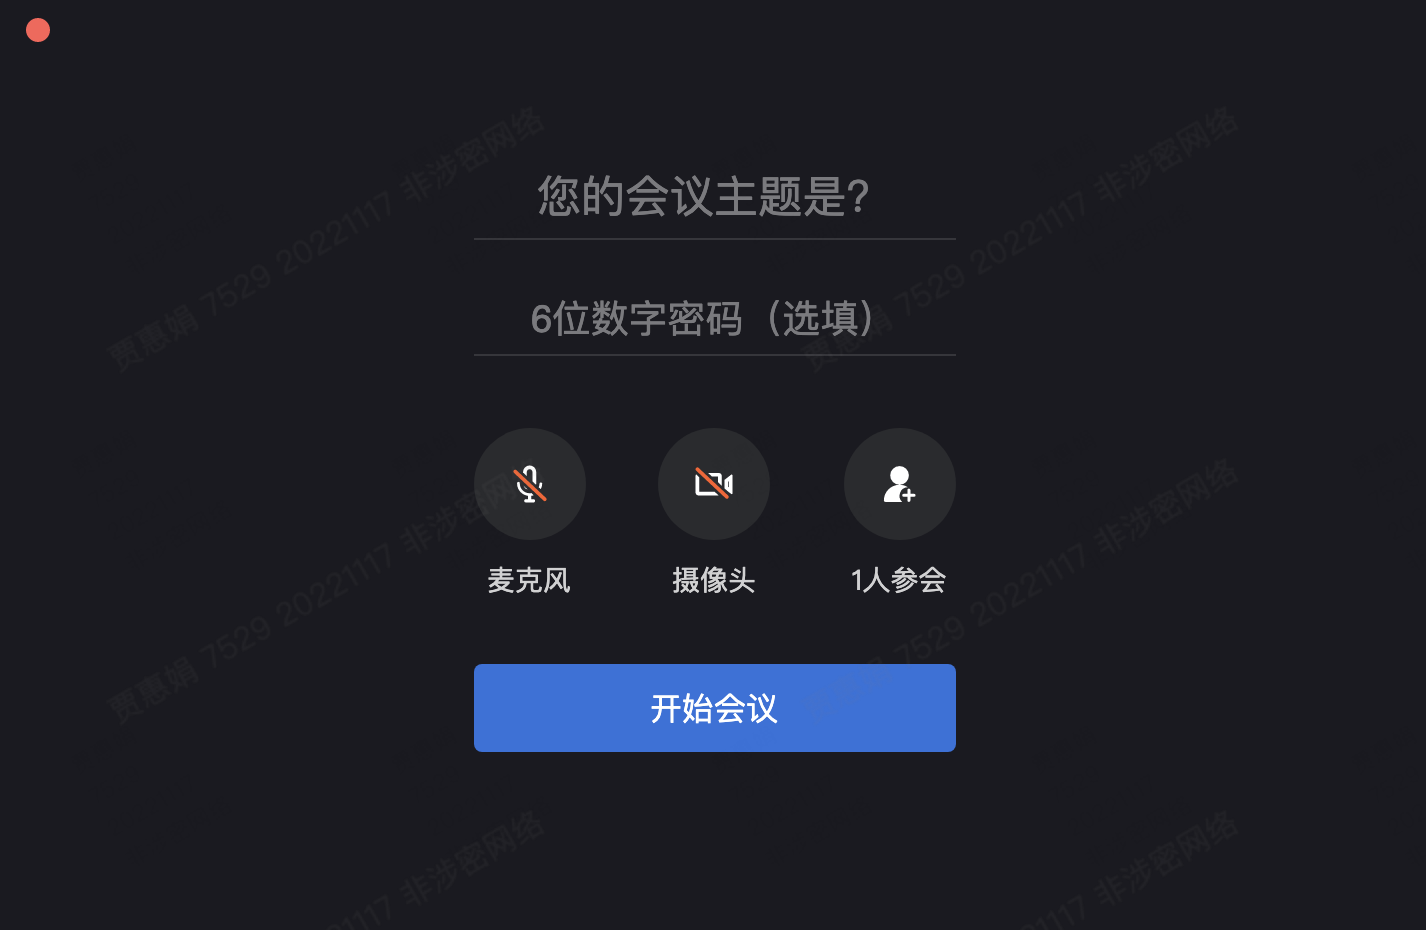 您的会议主题是?
6位数字密码（选填）
麦克风
摄像头
1人参会
开始会议
贾惠娟 7529 20221117 非涉密网络
贾惠娟 7529 20221117 非涉密网络
贾惠娟 7529 20221117 非涉密网络
贾惠娟 7529 20221117 非涉密网络
21117 非涉密网络
21117 非涉密网络